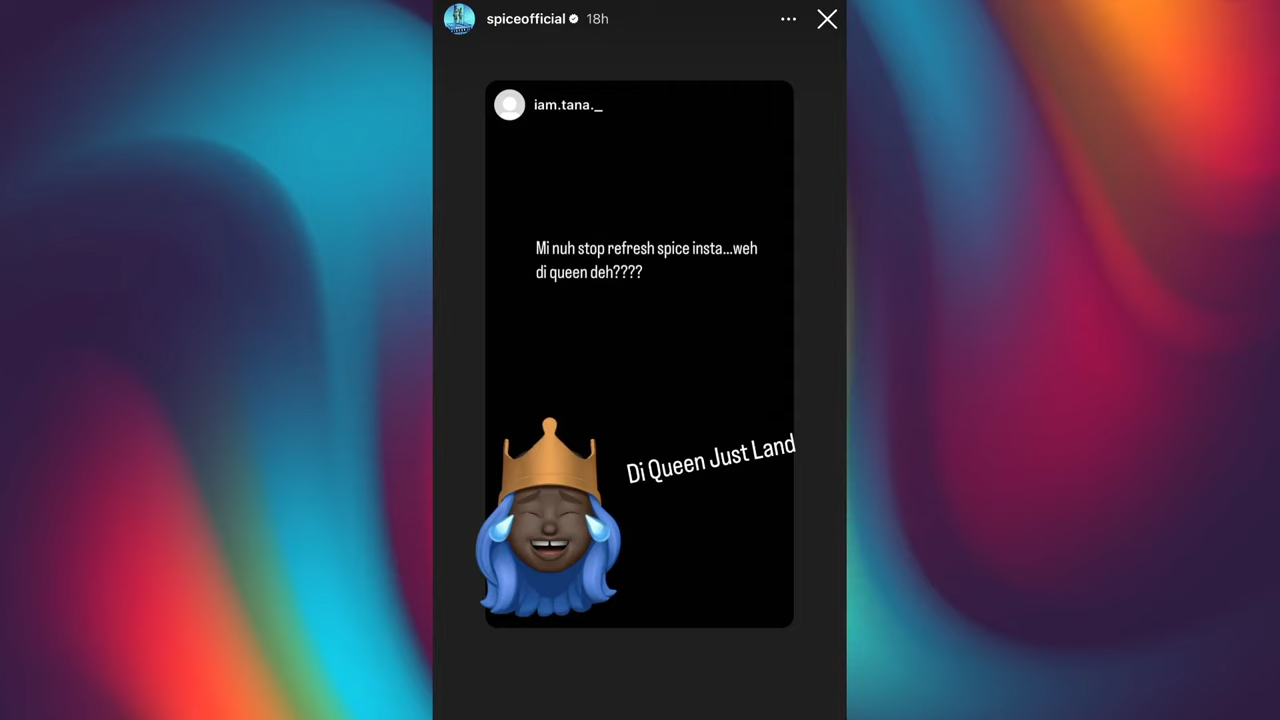 spiceofficial 18h
iam.tana._
Mi nuh stop refresh spice insta...weh
di queen deh????
Di Queen Just Land